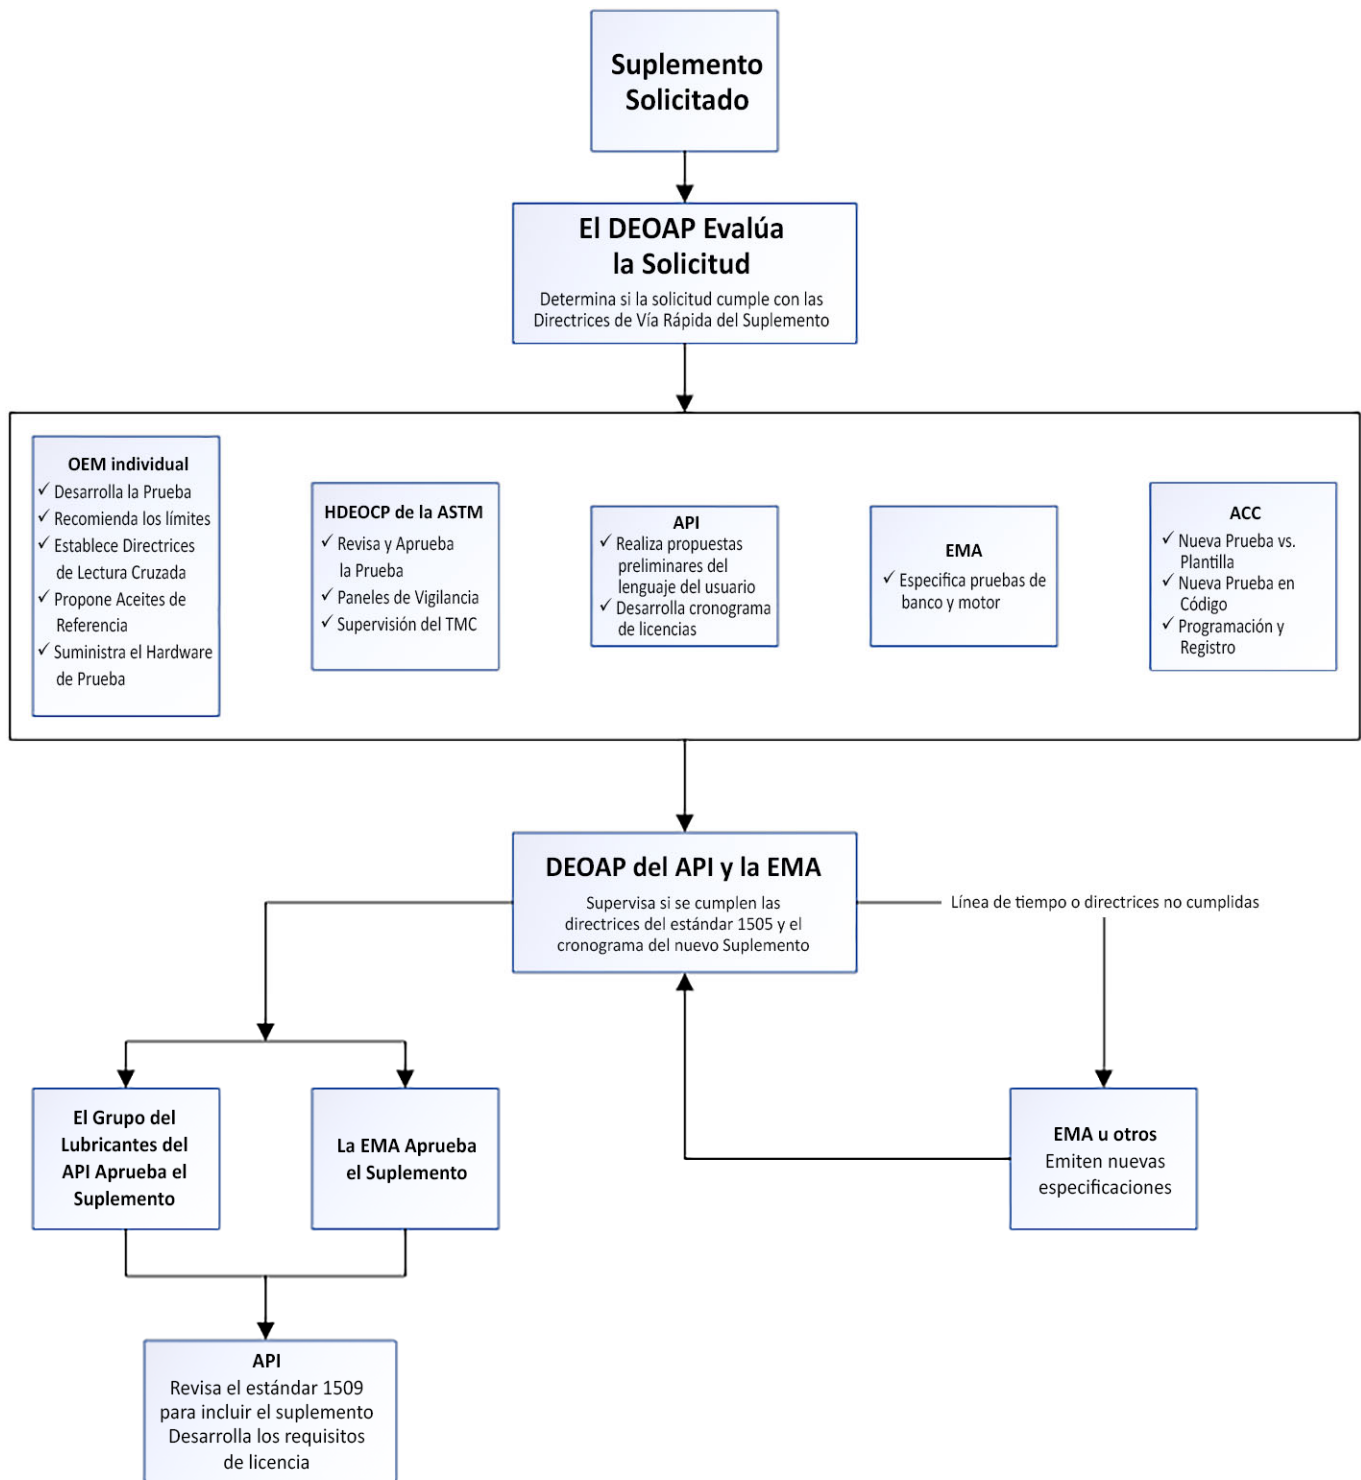 Suplemento
Solicitado
El DEOAP Evalúa
la Solicitud
Determina si la solicitud cumple con las
Directrices de Vía Rápida del Suplemento
OEM individual
✓ Desarrolla la Prueba
✓ Recomienda los límites
✓ Establece Directrices
de Lectura Cruzada
✓ Propone Aceites de
Referencia
✓ Suministra el Hardware
de Prueba
HDEOCP de la ASTM
✓ Revisa y Aprueba
la Prueba
✓ Paneles de Vigilancia
✓ Supervisión del TMC
API
✓ Realiza propuestas
preliminares del
lenguaje del usuario
✓ Desarrolla cronograma
de licencias
EMA
✓ Especifica pruebas de
banco y motor
ACC
✓ Nueva Prueba vs.
Plantilla
✓ Nueva Prueba en
Código
✓ Programación y
Registro
DEOAP del API y la EMA
Supervisa si se cumplen las
directrices del estándar 1505 y el
cronograma del nuevo Suplemento
Línea de tiempo o directrices no cumplidas
El Grupo del
Lubricantes del
API Aprueba el
Suplemento
La EMA Aprueba
el Suplemento
EMA u otros
Emiten nuevas
especificaciones
API
Revisa el estándar 1509
para incluir el suplemento
Desarrolla los requisitos
de licencia